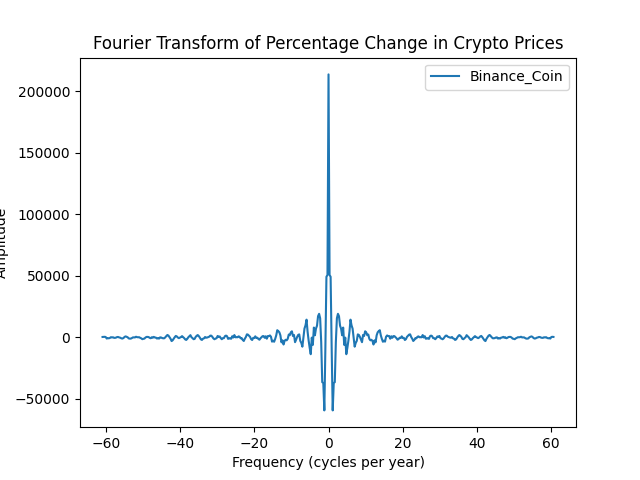 Fourier Transform of Percentage Change in Crypto Prices
Binance_Coin
200000
150000
100000
50000
0
−50000
Amplitude
−60 −40 −20 0 20 40 60
Frequency (cycles per year)